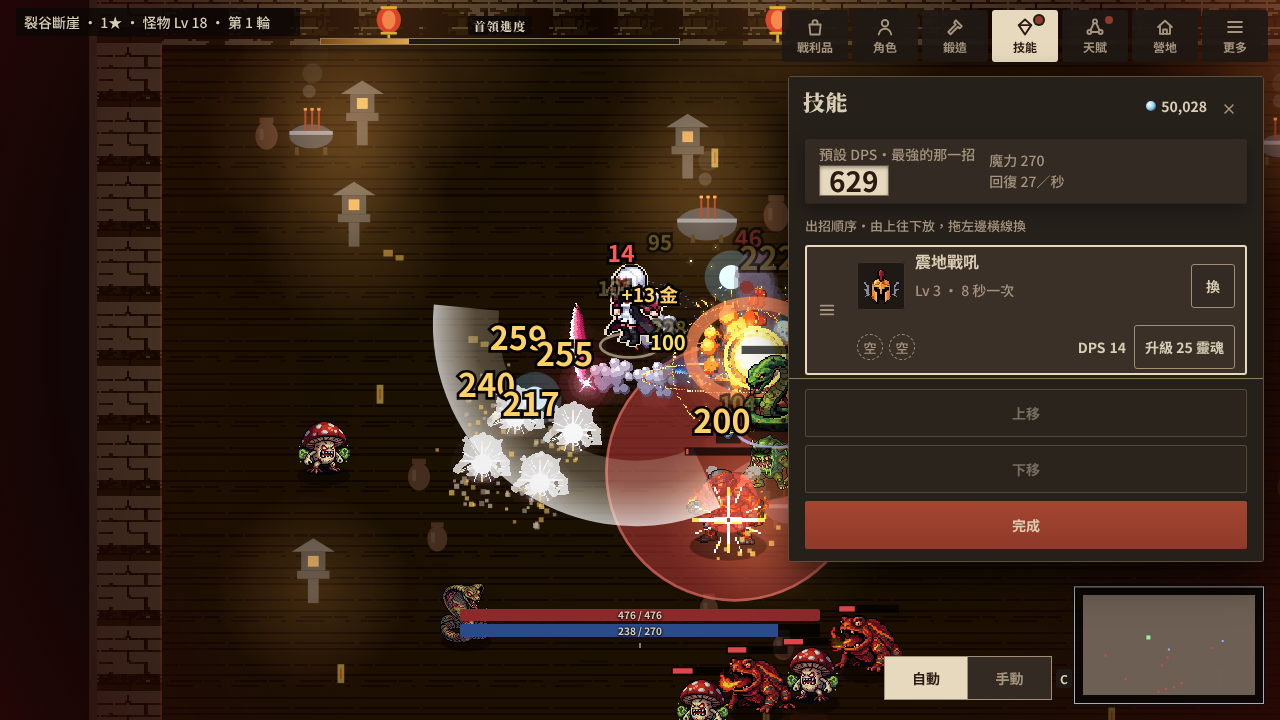 裂谷斷崖 · 1★ · 怪物 Lv 18 · 第 1 輪
首領進度
戰利品
角色
鍛造
技能
天賦
營地
更多
技能
50,028
預設 DPS · 最強的那一招
629
魔力 270
回復 27／秒
出招順序 · 由上往下放，拖左邊橫線換
震地戰吼
Lv 3 · 8 秒一次
換
空
空
DPS 14
升級 25 靈魂
上移
下移
完成
14
95
46
222
+13 金
100
259
255
240
217
200
104
476 / 476
238 / 270
自動
手動
C